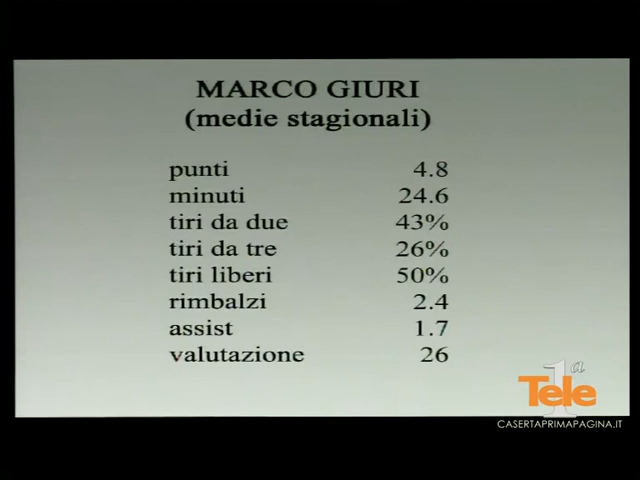 MARCO GIURI
(medie stagionali)
punti 4.8
minuti 24.6
tiri da due 43%
tiri da tre 26%
tiri liberi 50%
rimbalzi 2.4
assist 1.7
valutazione 26
1a
Tele
CASERTAPRIMAPAGINA.IT